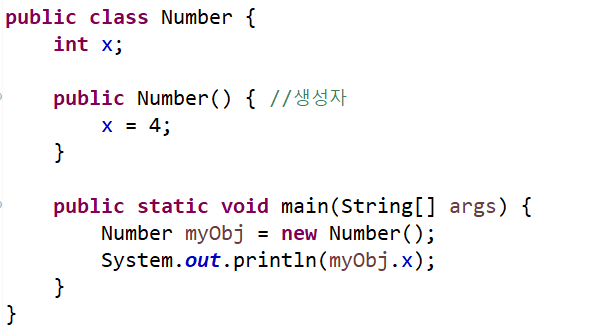 public class Number {
    int x;
    public Number() { //생성자
        x = 4;
    }
    public static void main(String[] args) {
        Number myObj = new Number();
        System.out.println(myObj.x);
    }
}